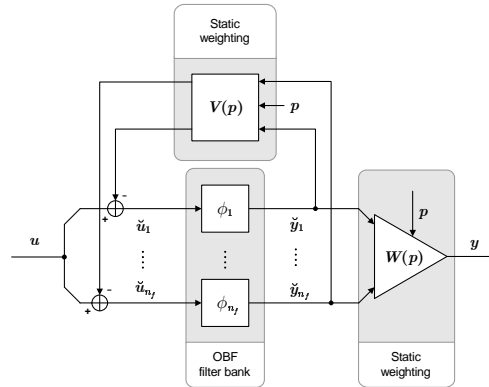 Static
weighting
V(p)
p
-
+
ϕ₁
ŭ₁
y̆₁
p
u
W(p)
y
⋮ ⋮ ⋮
-
+
ŭₙf
ϕₙf
y̆ₙf
OBF
filter bank
Static
weighting